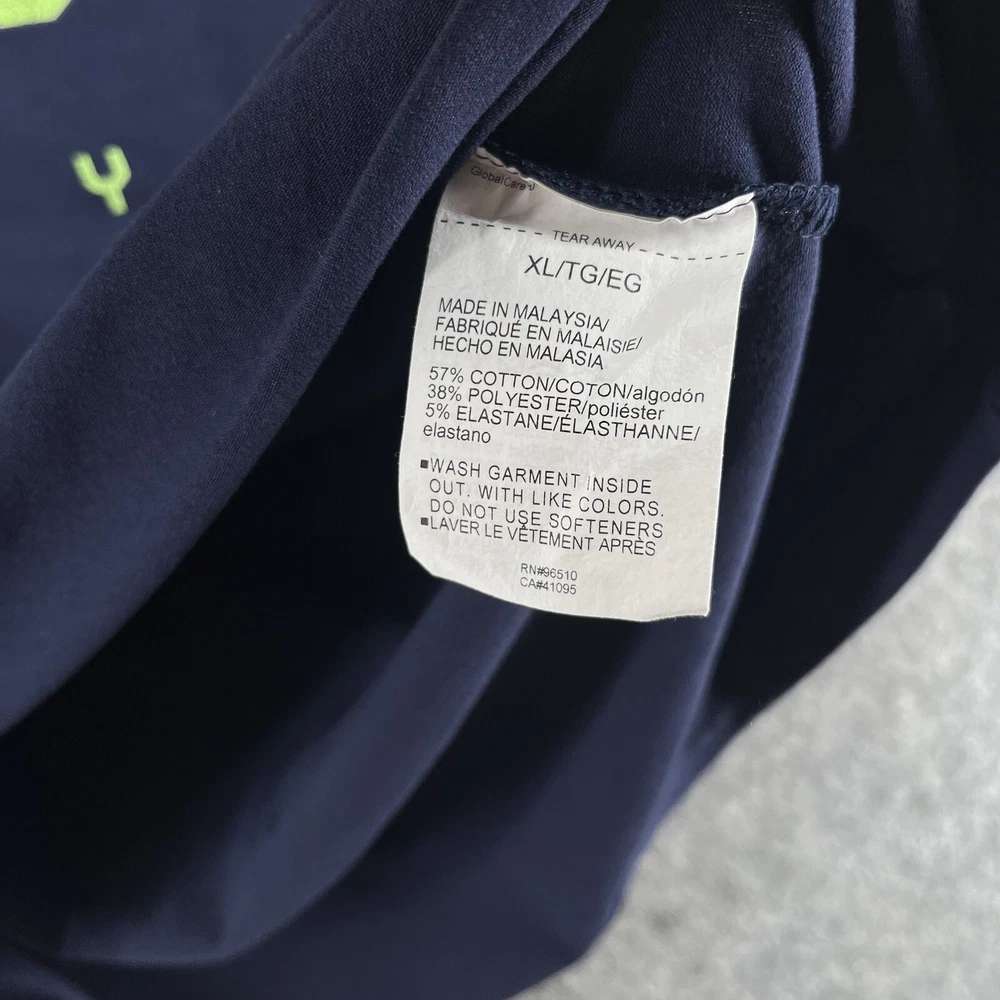 Y
GlobalCare
TEAR AWAY
XL/TG/EG
MADE IN MALAYSIA/
FABRIQUÉ EN MALAISIE/
HECHO EN MALASIA
57% COTTON/COTON/algodón
38% POLYESTER/poliéster
5% ELASTANE/ÉLASTHANNE/
elastano
▪WASH GARMENT INSIDE
OUT. WITH LIKE COLORS.
DO NOT USE SOFTENERS
▪LAVER LE VÊTEMENT APRÈS
RN#96510
CA#41095